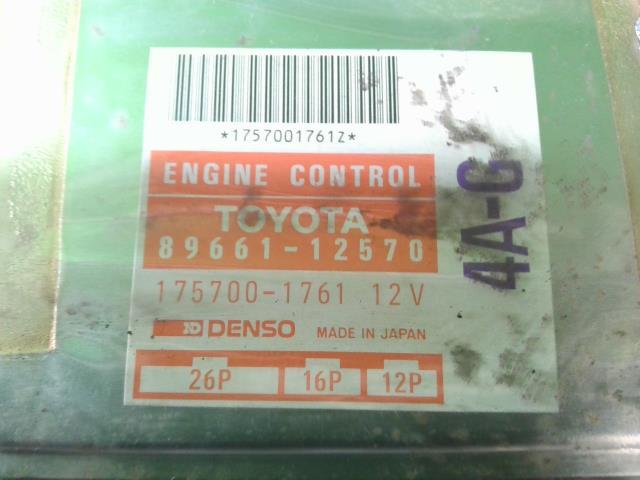 *1757001761Z*
ENGINE CONTROL
TOYOTA
89661-12570
175700-1761 12V
DENSO MADE IN JAPAN
26P 16P 12P
4A-G